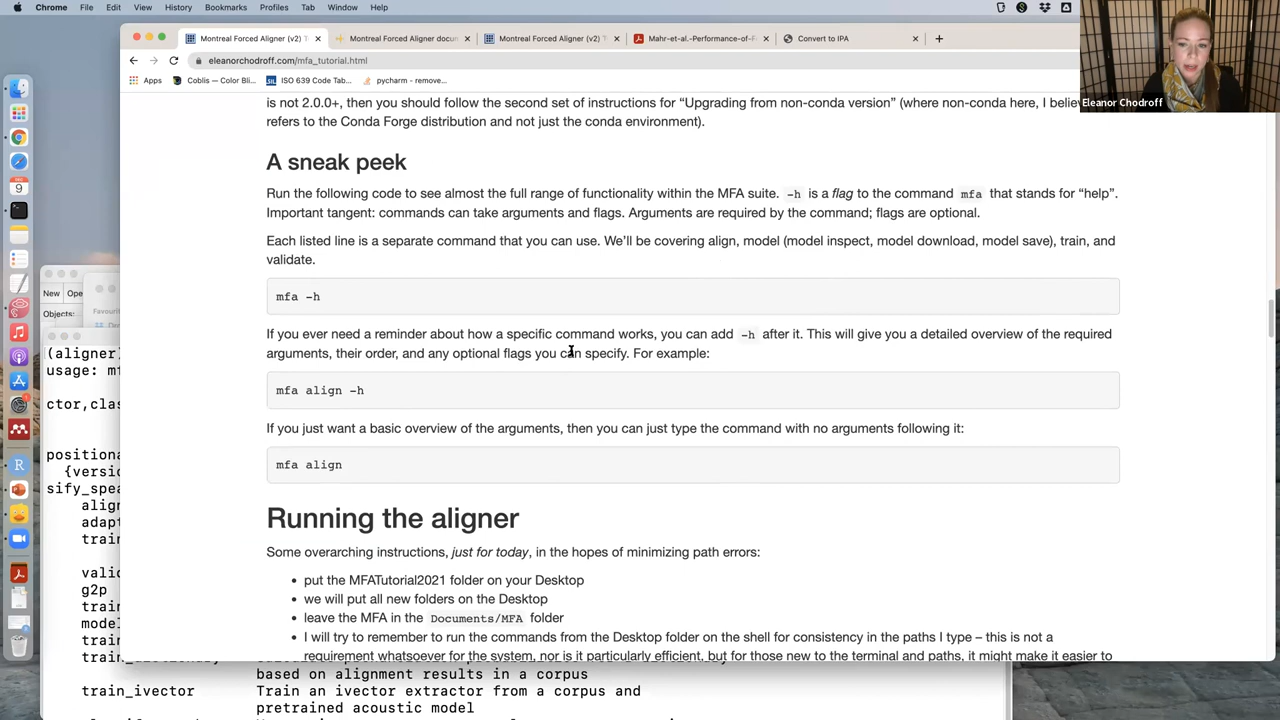 Chrome File Edit View History Bookmarks Profiles Tab Window Help
Montreal Forced Aligner (v2) T
Montreal Forced Aligner docum
Montreal Forced Aligner (v2) T
Mahr-et-al.-Performance-of-F
Convert to IPA
eleanorchodroff.com/mfa_tutorial.html
Apps Coblis — Color Bli... ISO 639 Code Tab... pycharm - remove...
Eleanor Chodroff
is not 2.0.0+, then you should follow the second set of instructions for “Upgrading from non-conda version” (where non-conda here, I belie
refers to the Conda Forge distribution and not just the conda environment).
A sneak peek
Run the following code to see almost the full range of functionality within the MFA suite. -h is a flag to the command mfa that stands for “help”.
Important tangent: commands can take arguments and flags. Arguments are required by the command; flags are optional.
Each listed line is a separate command that you can use. We’ll be covering align, model (model inspect, model download, model save), train, and
validate.
mfa -h
If you ever need a reminder about how a specific command works, you can add -h after it. This will give you a detailed overview of the required
arguments, their order, and any optional flags you can specify. For example:
mfa align -h
If you just want a basic overview of the arguments, then you can just type the command with no arguments following it:
mfa align
Running the aligner
Some overarching instructions, just for today, in the hopes of minimizing path errors:
• put the MFATutorial2021 folder on your Desktop
• we will put all new folders on the Desktop
• leave the MFA in the Documents/MFA folder
• I will try to remember to run the commands from the Desktop folder on the shell for consistency in the paths I type – this is not a
requirement whatsoever for the system, nor is it particularly efficient, but for those new to the terminal and paths, it might make it easier to
DEC
9
New Ope
Favourit
Objects:
(aligner)
usage: mf
ctor,clas
positiona
{versio
sify_spea
align
adapt
train
valid
g2p
train
model
train
based on alignment results in a corpus
train_ivector Train an ivector extractor from a corpus and
pretrained acoustic model